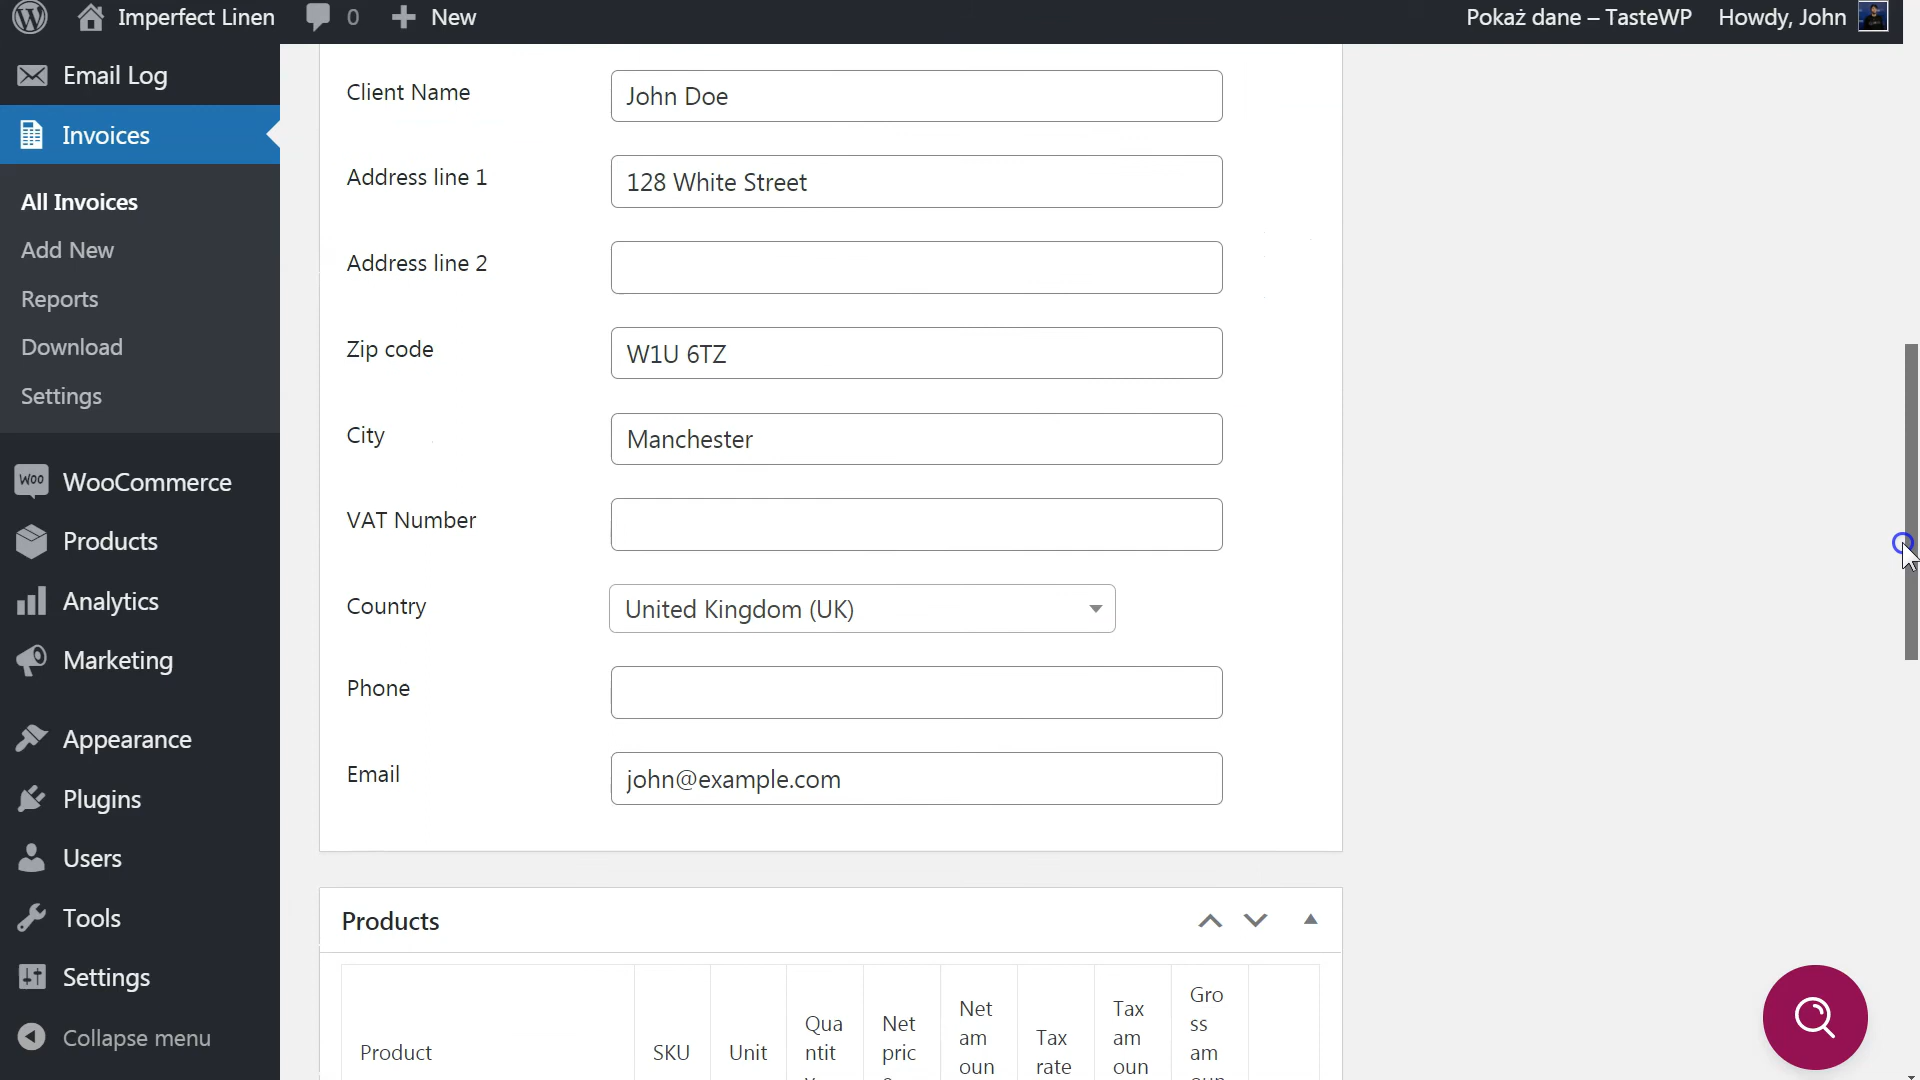 Imperfect Linen
0
New
Pokaż dane – TasteWP
Howdy, John
Email Log
Invoices
All Invoices
Add New
Reports
Download
Settings
WOO
WooCommerce
Products
Analytics
Marketing
Appearance
Plugins
Users
Tools
Settings
Collapse menu
Client Name
John Doe
Address line 1
128 White Street
Address line 2
Zip code
W1U 6TZ
City
Manchester
VAT Number
Country
United Kingdom (UK)
Phone
Email
john@example.com
Products
Product
SKU
Unit
Qua
ntit
Net
pric
Net
am
oun
Tax
rate
Tax
am
oun
Gro
ss
am